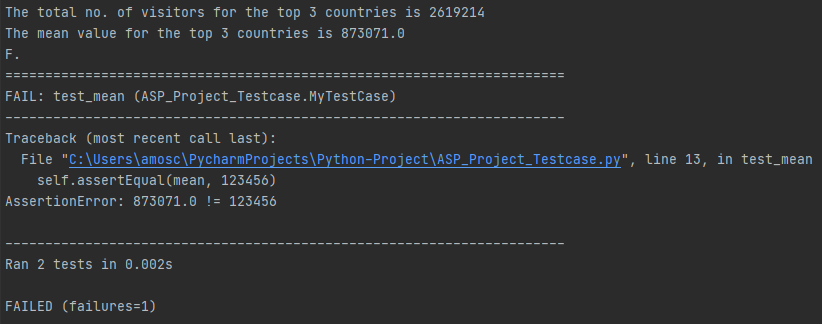 The total no. of visitors for the top 3 countries is 2619214
The mean value for the top 3 countries is 873071.0
F.
======================================================================
FAIL: test_mean (ASP_Project_Testcase.MyTestCase)
----------------------------------------------------------------------
Traceback (most recent call last):
  File "C:\Users\amosc\PycharmProjects\Python-Project\ASP_Project_Testcase.py", line 13, in test_mean
    self.assertEqual(mean, 123456)
AssertionError: 873071.0 != 123456

----------------------------------------------------------------------
Ran 2 tests in 0.002s

FAILED (failures=1)